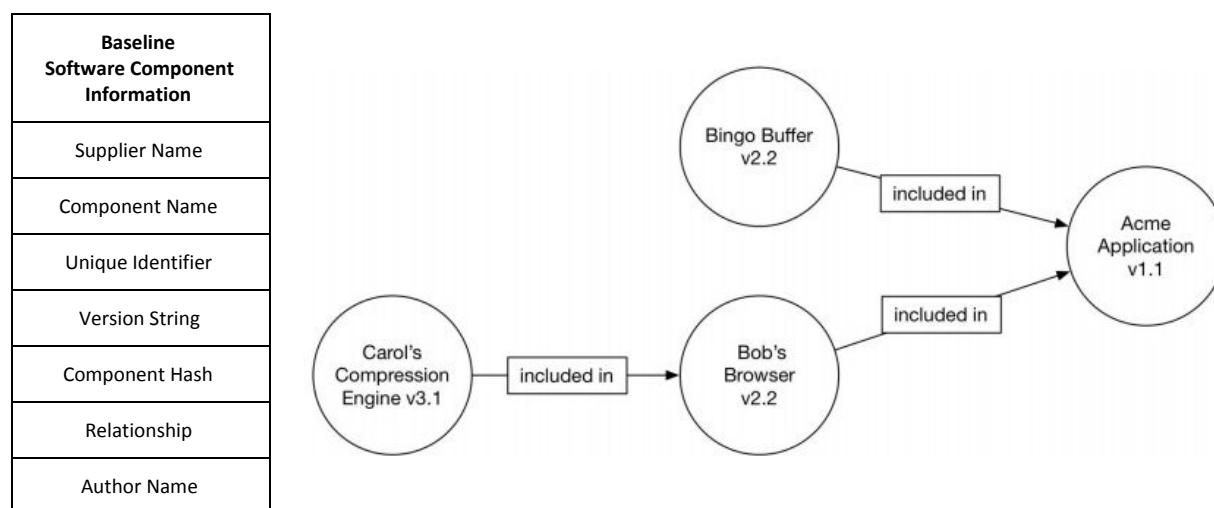 Baseline
Software Component
Information
Supplier Name
Component Name
Unique Identifier
Version String
Component Hash
Relationship
Author Name
Bingo Buffer
v2.2
included in
Acme
Application
v1.1
included in
Carol's
Compression
Engine v3.1
included in
Bob's
Browser
v2.2